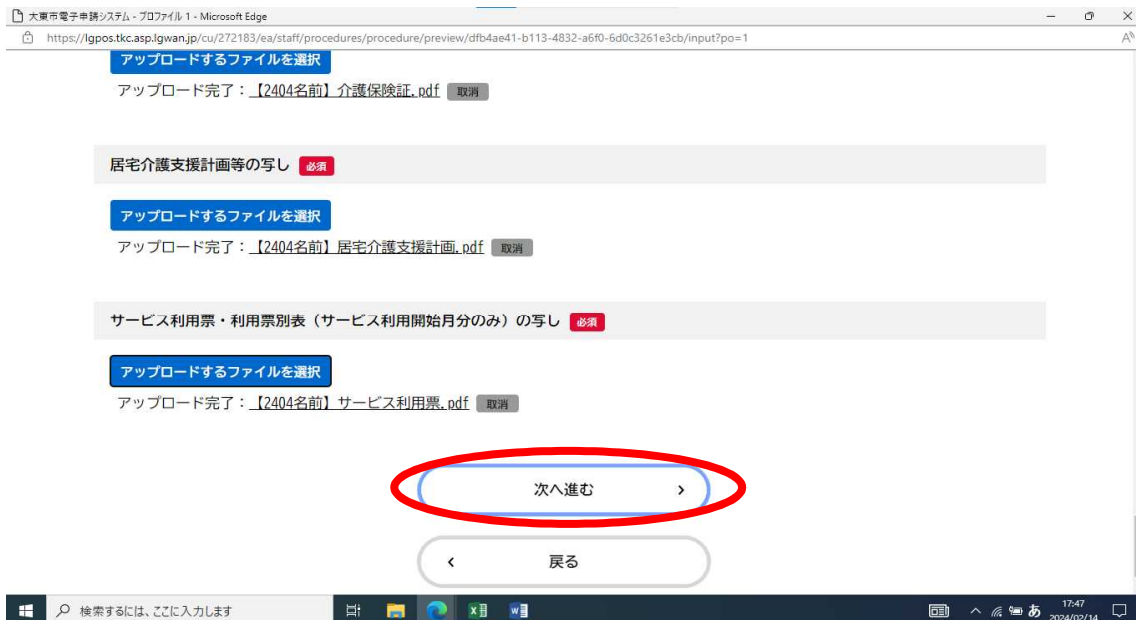 大東市電子申請システム - プロファイル 1 - Microsoft Edge
https://lgpos.tkc.asp.lgwan.jp/cu/272183/ea/staff/procedures/procedure/preview/dfb4ae41-b113-4832-a6f0-6d0c3261e3cb/input?po=1
アップロードするファイルを選択
アップロード完了：【2404名前】介護保険証.pdf 取消
居宅介護支援計画等の写し 必須
アップロードするファイルを選択
アップロード完了：【2404名前】居宅介護支援計画.pdf 取消
サービス利用票・利用票別表（サービス利用開始月分のみ）の写し 必須
アップロードするファイルを選択
アップロード完了：【2404名前】サービス利用票.pdf 取消
次へ進む
戻る
検索するには、ここに入力します
あ 17:47
2024/02/14